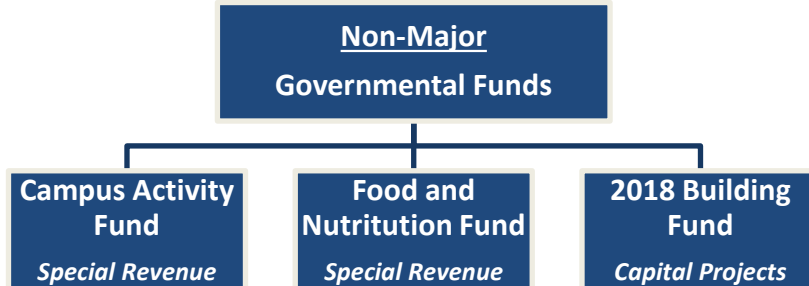 Non-Major
Governmental Funds
Campus Activity
Fund
Special Revenue
Food and
Nutritution Fund
Special Revenue
2018 Building
Fund
Capital Projects